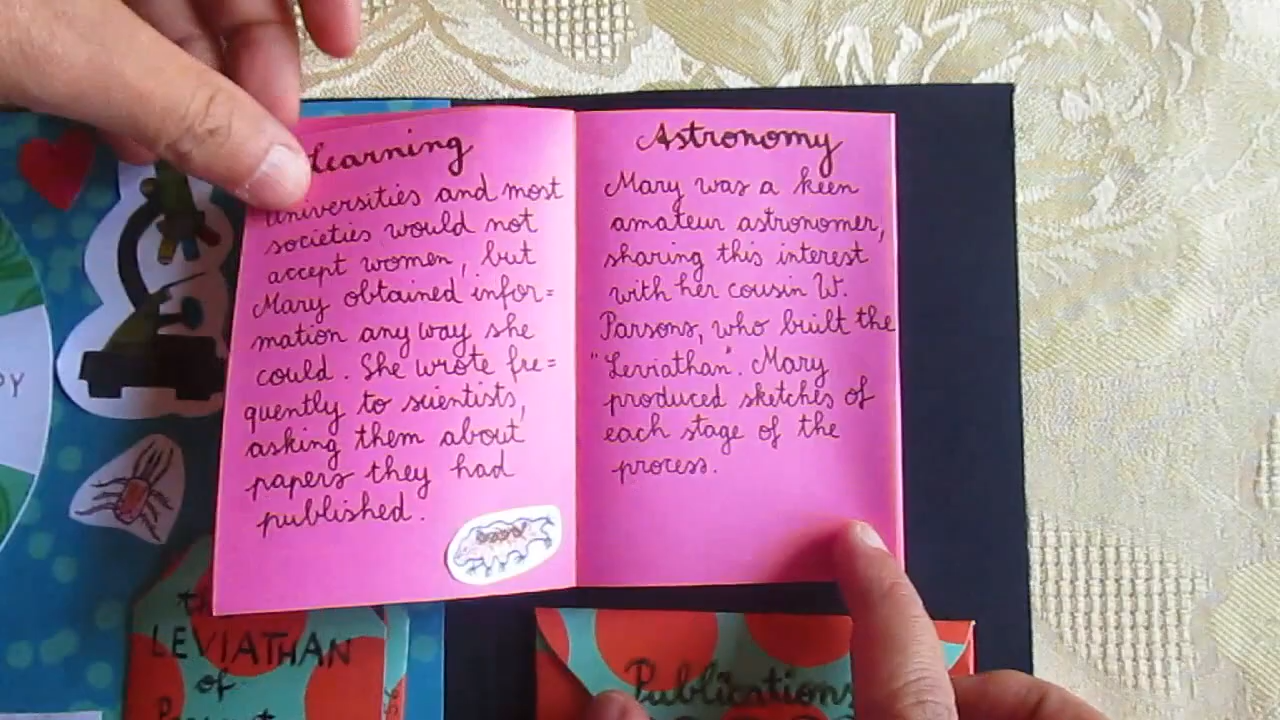 Learning
Universities and most
societies would not
accept women, but
Mary obtained infor=
mation any way she
could. She wrote fre=
quently to scientists,
asking them about
papers they had
published.
Astronomy
Mary was a keen
amateur astronomer,
sharing this interest
with her cousin W.
Parsons, who built the
"Leviathan". Mary
produced sketches of
each stage of the
process.
PY
the
LEVIATHAN
of
Publications